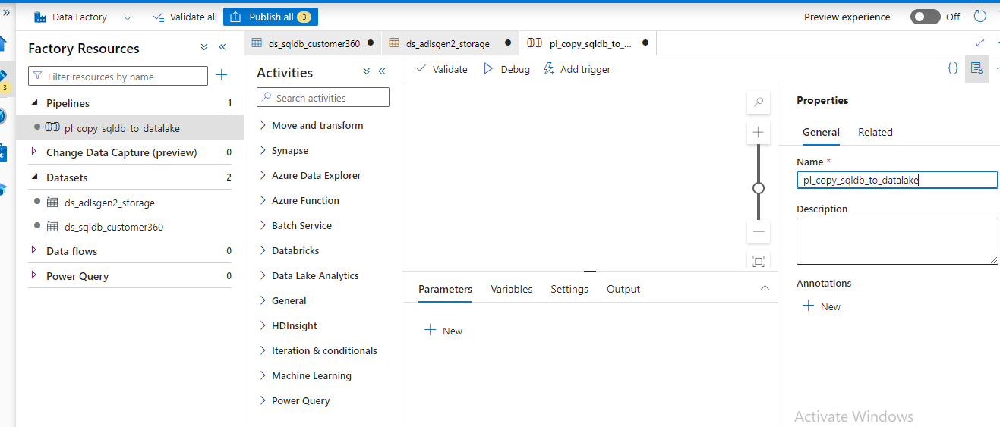 Data Factory
Validate all
Publish all
3
Preview experience
Off
3
Factory Resources
Filter resources by name
Pipelines
1
pl_copy_sqldb_to_datalake
Change Data Capture (preview)
0
Datasets
2
ds_adlsgen2_storage
ds_sqldb_customer360
Data flows
0
Power Query
0
ds_sqldb_customer360
ds_adlsgen2_storage
pl_copy_sqldb_to_...
Activities
Search activities
Move and transform
Synapse
Azure Data Explorer
Azure Function
Batch Service
Databricks
Data Lake Analytics
General
HDInsight
Iteration & conditionals
Machine Learning
Power Query
Validate
Debug
Add trigger
{}
Parameters
Variables
Settings
Output
New
Properties
General
Related
Name *
pl_copy_sqldb_to_datalake
Description
Annotations
New
Activate Windows